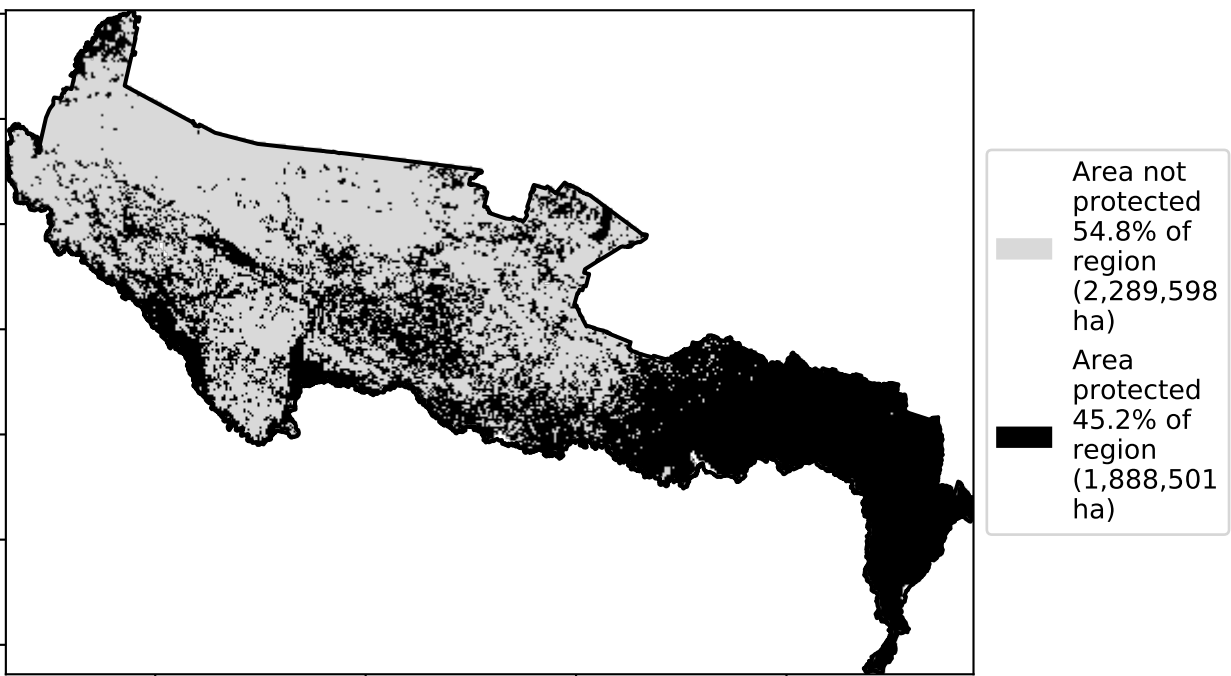 Area not
protected
54.8% of
region
(2,289,598
ha)
Area
protected
45.2% of
region
(1,888,501
ha)